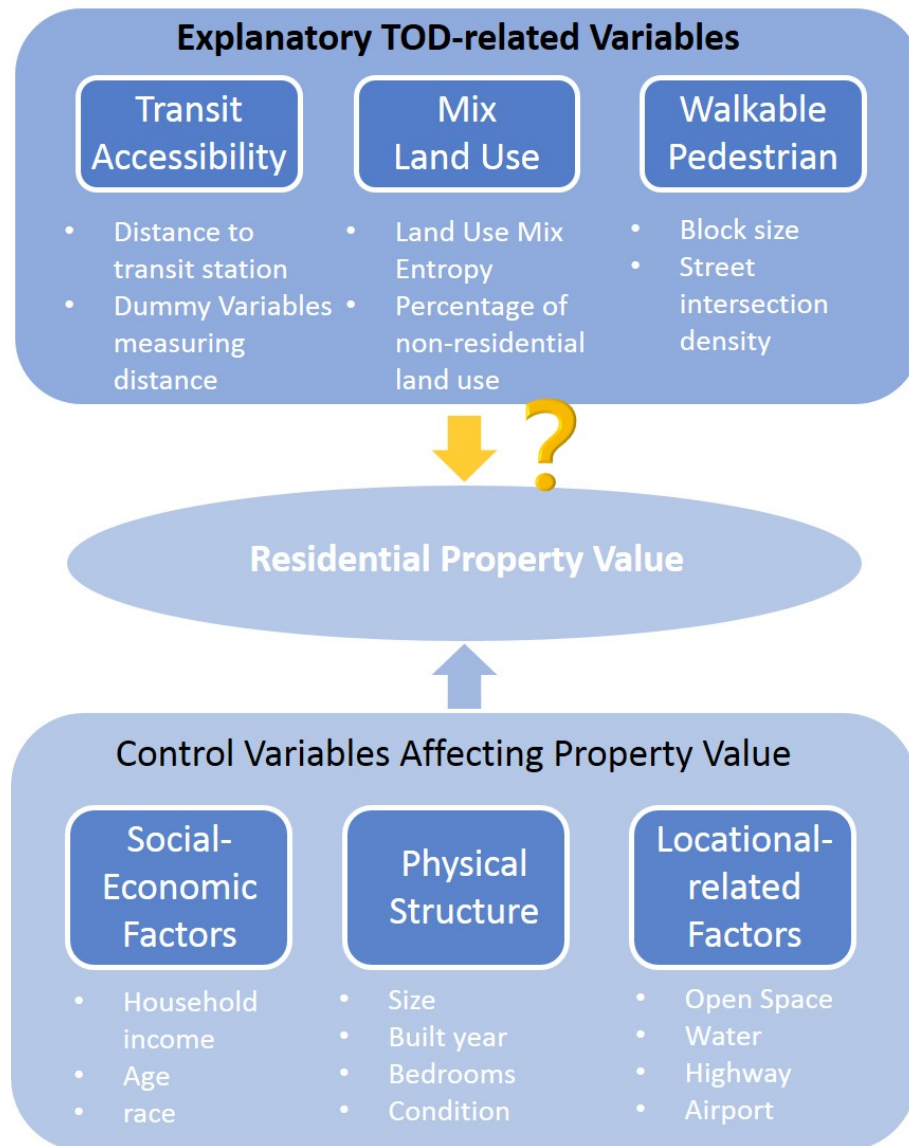 Explanatory TOD-related Variables
Transit
Accessibility
• Distance to
transit station
• Dummy Variables
measuring
distance
Mix
Land Use
• Land Use Mix
Entropy
• Percentage of
non-residential
land use
Walkable
Pedestrian
• Block size
• Street
intersection
density
?
Residential Property Value
Control Variables Affecting Property Value
Social-
Economic
Factors
• Household
income
• Age
• race
Physical
Structure
• Size
• Built year
• Bedrooms
• Condition
Locational-
related
Factors
• Open Space
• Water
• Highway
• Airport